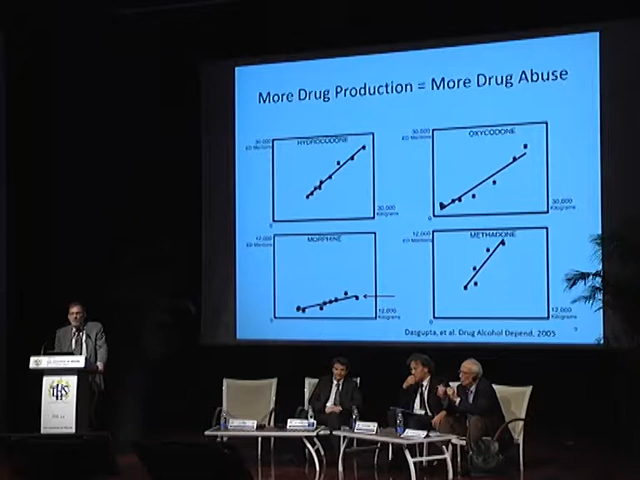 More Drug Production = More Drug Abuse
30,000
ED Mentions
HYDROCODONE
0
30,000
Kilograms
30,000
ED Mentions
OXYCODONE
0
30,000
Kilograms
12,000
ED Mentions
MORPHINE
0
12,000
Kilograms
12,000
ED Mentions
METHADONE
0
12,000
Kilograms
Dasgupta, et al. Drug Alcohol Depend, 2005